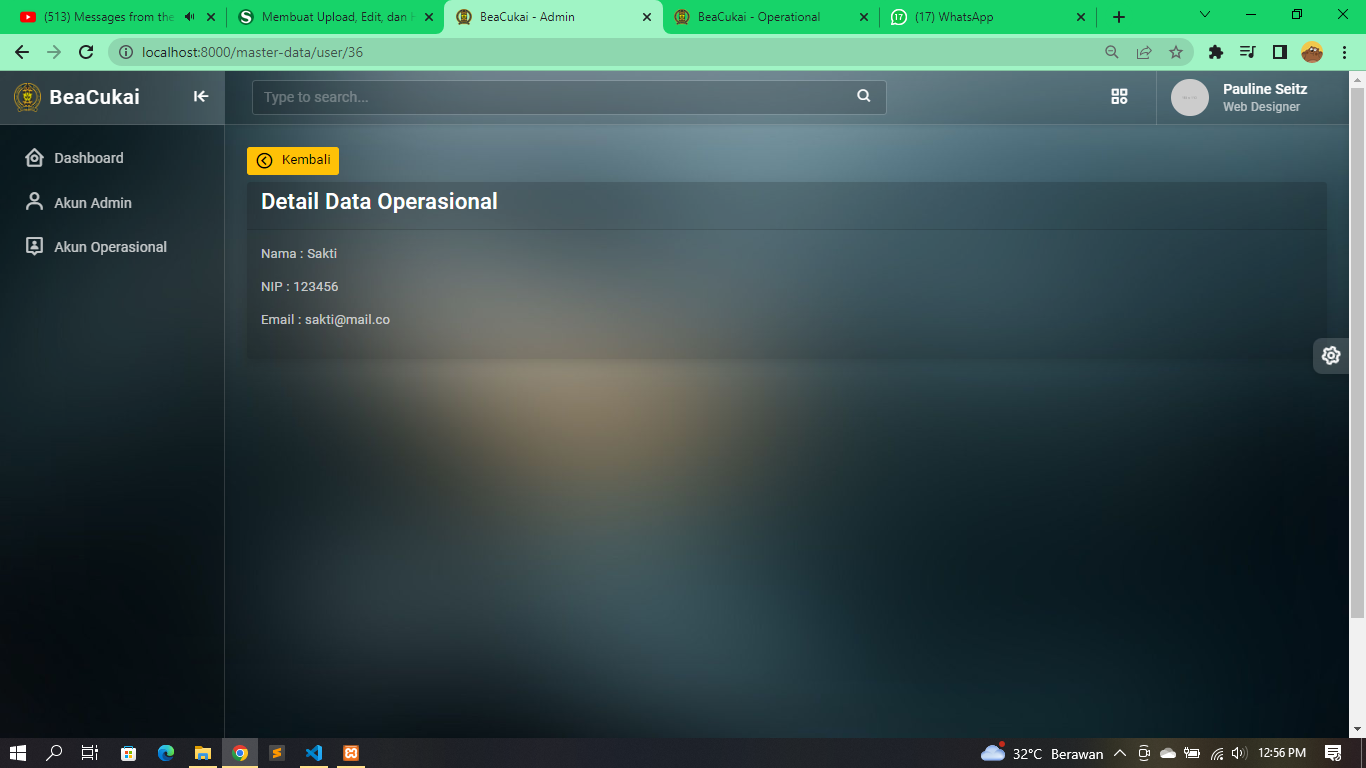 (513) Messages from the
Membuat Upload, Edit, dan H
BeaCukai - Admin
BeaCukai - Operational
17
(17) WhatsApp
localhost:8000/master-data/user/36
BeaCukai
Type to search...
Pauline Seitz
Web Designer
Dashboard
Akun Admin
Akun Operasional
Kembali
Detail Data Operasional
Nama : Sakti
NIP : 123456
Email : sakti@mail.co
32°C Berawan
12:56 PM